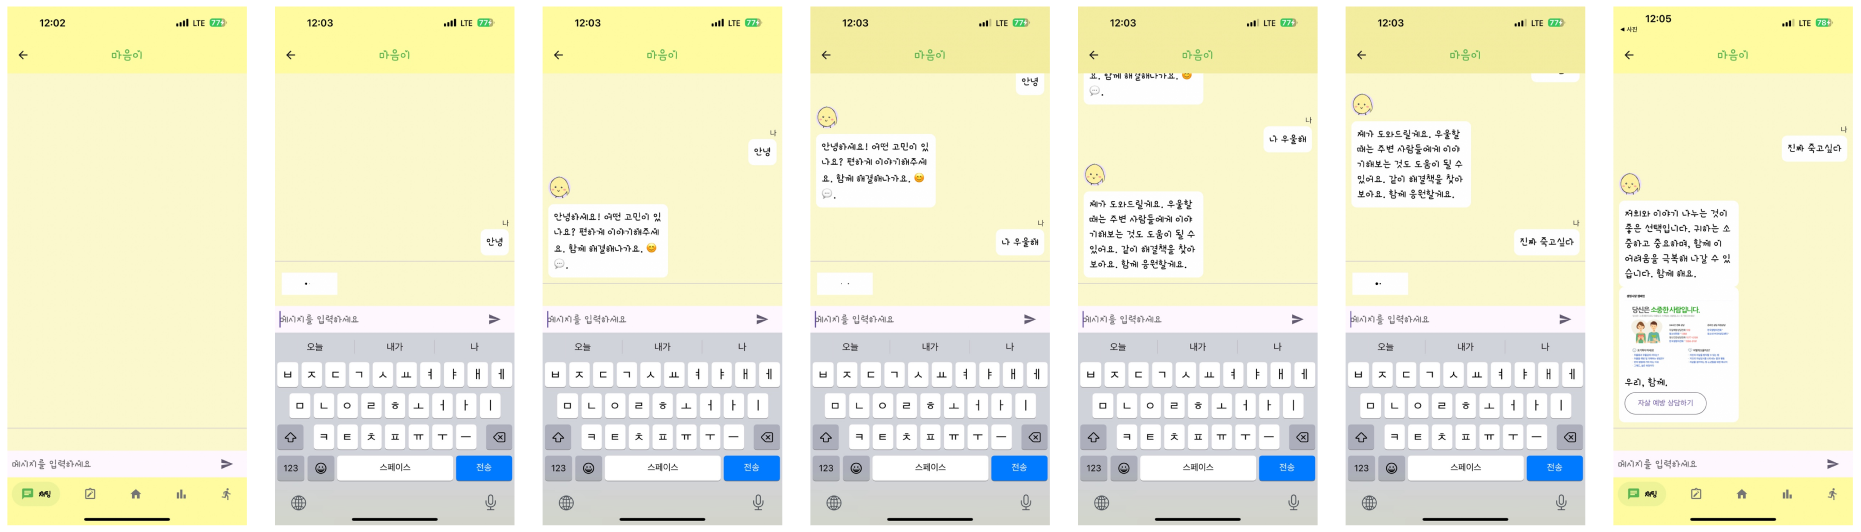 12:02
LTE 77
마음이
메시지를 입력하세요
채팅
12:03
LTE 77
마음이
나
안녕
메시지를 입력하세요
오늘 내가 나
ㅂ ㅈ ㄷ ㄱ ㅅ ㅛ ㅕ ㅑ ㅐ ㅔ
ㅁ ㄴ ㅇ ㄹ ㅎ ㅗ ㅓ ㅏ ㅣ
ㅋ ㅌ ㅊ ㅍ ㅠ ㅜ ㅡ
123 스페이스 전송
12:03
LTE 77
마음이
나
안녕
안녕하세요! 어떤 고민이 있
나요? 편하게 이야기해주세
요. 함께 해결해나가요. 😊
💬.
메시지를 입력하세요
오늘 내가 나
ㅂ ㅈ ㄷ ㄱ ㅅ ㅛ ㅕ ㅑ ㅐ ㅔ
ㅁ ㄴ ㅇ ㄹ ㅎ ㅗ ㅓ ㅏ ㅣ
ㅋ ㅌ ㅊ ㅍ ㅠ ㅜ ㅡ
123 스페이스 전송
12:03
LTE 77
마음이
안녕
안녕하세요! 어떤 고민이 있
나요? 편하게 이야기해주세
요. 함께 해결해나가요. 😊
💬.
나
나 우울해
메시지를 입력하세요
오늘 내가 나
ㅂ ㅈ ㄷ ㄱ ㅅ ㅛ ㅕ ㅑ ㅐ ㅔ
ㅁ ㄴ ㅇ ㄹ ㅎ ㅗ ㅓ ㅏ ㅣ
ㅋ ㅌ ㅊ ㅍ ㅠ ㅜ ㅡ
123 스페이스 전송
12:03
LTE 77
마음이
요. 함께 해결해나가요. 😊
💬.
나
나 우울해
제가 도와드릴게요. 우울할
때는 주변 사람들에게 이야
기해보는 것도 도움이 될 수
있어요. 같이 해결책을 찾아
보아요. 함께 응원할게요.
메시지를 입력하세요
오늘 내가 나
ㅂ ㅈ ㄷ ㄱ ㅅ ㅛ ㅕ ㅑ ㅐ ㅔ
ㅁ ㄴ ㅇ ㄹ ㅎ ㅗ ㅓ ㅏ ㅣ
ㅋ ㅌ ㅊ ㅍ ㅠ ㅜ ㅡ
123 스페이스 전송
12:03
LTE 77
마음이
제가 도와드릴게요. 우울할
때는 주변 사람들에게 이야
기해보는 것도 도움이 될 수
있어요. 같이 해결책을 찾아
보아요. 함께 응원할게요.
나
진짜 죽고싶다
메시지를 입력하세요
오늘 내가 나
ㅂ ㅈ ㄷ ㄱ ㅅ ㅛ ㅕ ㅑ ㅐ ㅔ
ㅁ ㄴ ㅇ ㄹ ㅎ ㅗ ㅓ ㅏ ㅣ
ㅋ ㅌ ㅊ ㅍ ㅠ ㅜ ㅡ
123 스페이스 전송
12:05
LTE 78
◀ 사진
마음이
나
진짜 죽고싶다
저희와 이야기 나누는 것이
좋은 선택입니다. 귀하는 소
중하고 중요하며, 함께 이
어려움을 극복해 나갈 수 있
습니다. 함께 해요.
당신은 소중한 사람입니다.
우리, 함께.
자살 예방 상담하기
메시지를 입력하세요
채팅